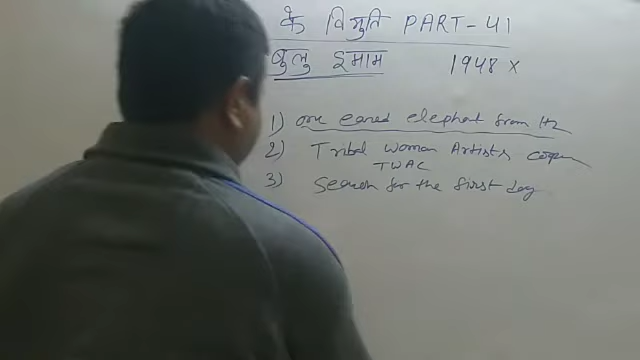 के विभुति PART-41
बुलु इमाम 1948 x
1) one eared elephant from Hz
2) Tribal woman Artists
TWAC
3) Search for the first dog